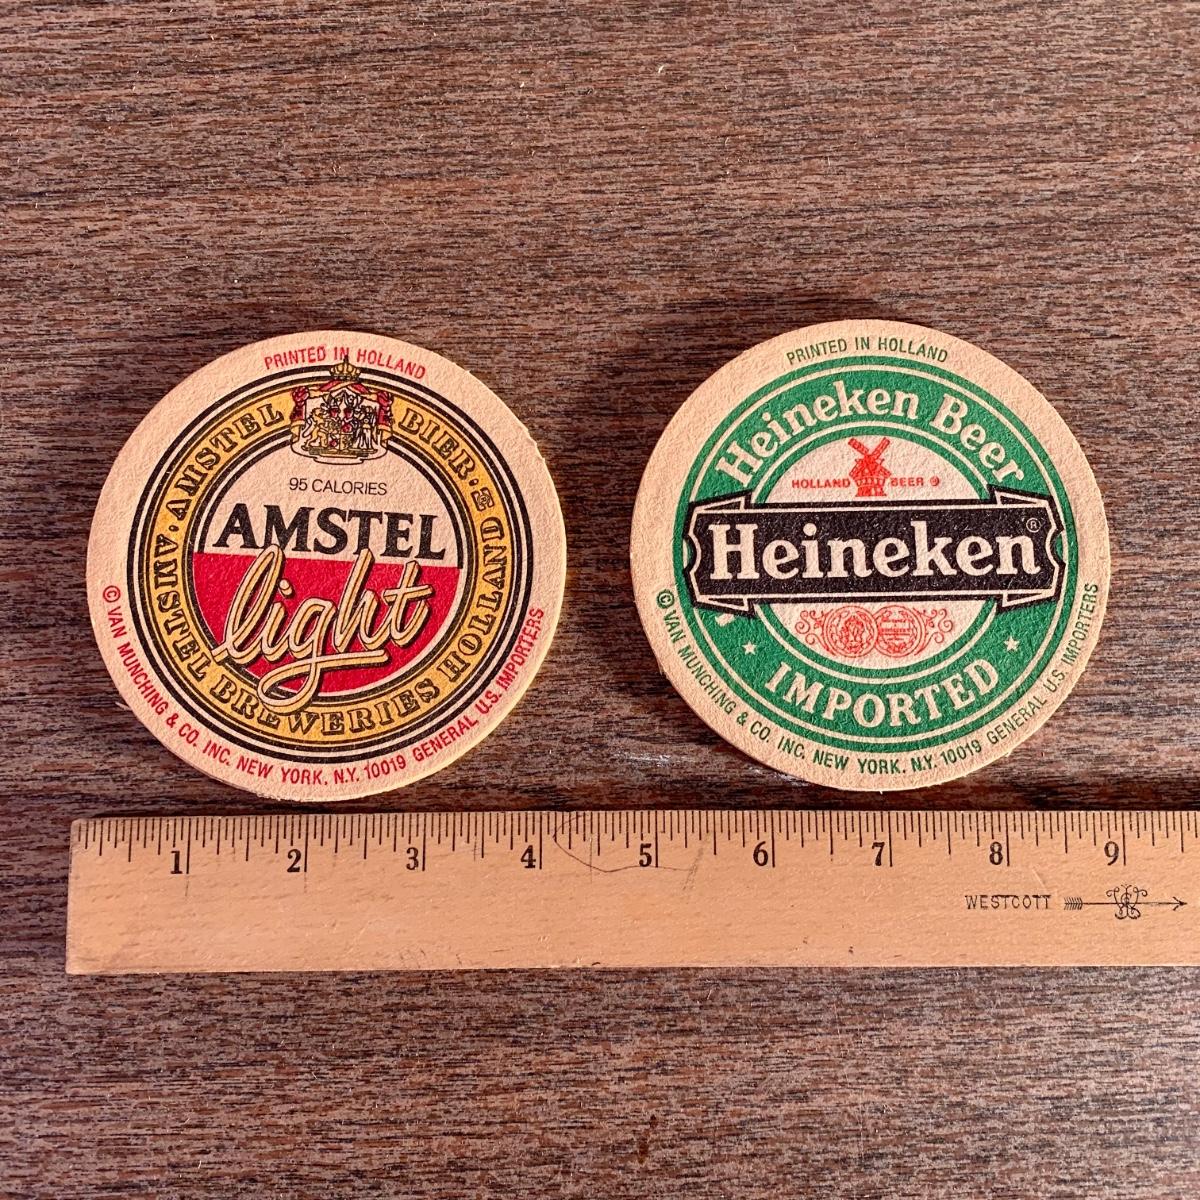 PRINTED IN HOLLAND
AMSTEL BIER · AMSTEL BREWERIES HOLLAND
95 CALORIES
AMSTEL
light
© VAN MUNCHING & CO. INC. NEW YORK. N.Y. 10019 GENERAL U.S. IMPORTERS
PRINTED IN HOLLAND
Heineken Beer
HOLLAND BEER ®
Heineken ®
IMPORTED
© VAN MUNCHING & CO. INC. NEW YORK. N.Y. 10019 GENERAL U.S. IMPORTERS
1 2 3 4 5 6 7 8 9
WESTCOTT